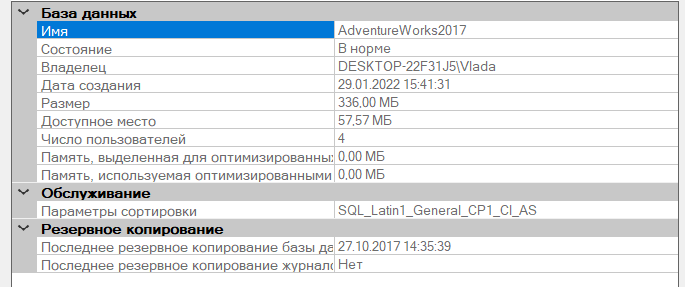 База данных
Имя AdventureWorks2017
Состояние В норме
Владелец DESKTOP-22F31J5\Vlada
Дата создания 29.01.2022 15:41:31
Размер 336,00 МБ
Доступное место 57,57 МБ
Число пользователей 4
Память, выделенная для оптимизированных 0,00 МБ
Память, используемая оптимизированными 0,00 МБ
Обслуживание
Параметры сортировки SQL_Latin1_General_CP1_CI_AS
Резервное копирование
Последнее резервное копирование базы да 27.10.2017 14:35:39
Последнее резервное копирование журнало Нет